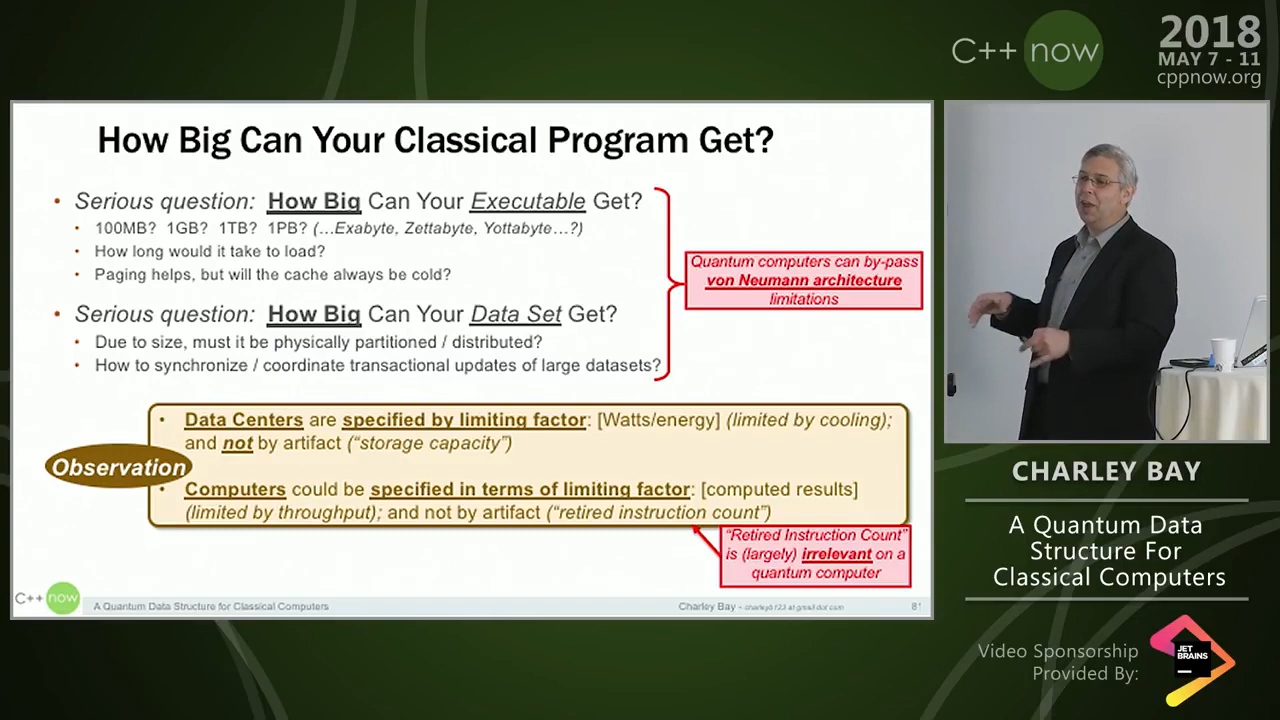 C++ now
2018
MAY 7 - 11
cppnow.org
How Big Can Your Classical Program Get?
• Serious question: How Big Can Your Executable Get?
• 100MB? 1GB? 1TB? 1PB? (…Exabyte, Zettabyte, Yottabyte…?)
• How long would it take to load?
• Paging helps, but will the cache always be cold?
• Serious question: How Big Can Your Data Set Get?
• Due to size, must it be physically partitioned / distributed?
• How to synchronize / coordinate transactional updates of large datasets?
Quantum computers can by-pass
von Neumann architecture
limitations
Observation
• Data Centers are specified by limiting factor: [Watts/energy] (limited by cooling);
and not by artifact (“storage capacity”)
• Computers could be specified in terms of limiting factor: [computed results]
(limited by throughput); and not by artifact (“retired instruction count”)
“Retired Instruction Count”
is (largely) irrelevant on a
quantum computer
C++ now
A Quantum Data Structure for Classical Computers
Charley Bay - charleyb123 at gmail dot com
81
CHARLEY BAY
A Quantum Data
Structure For
Classical Computers
Video Sponsorship
Provided By:
JET
BRAINS